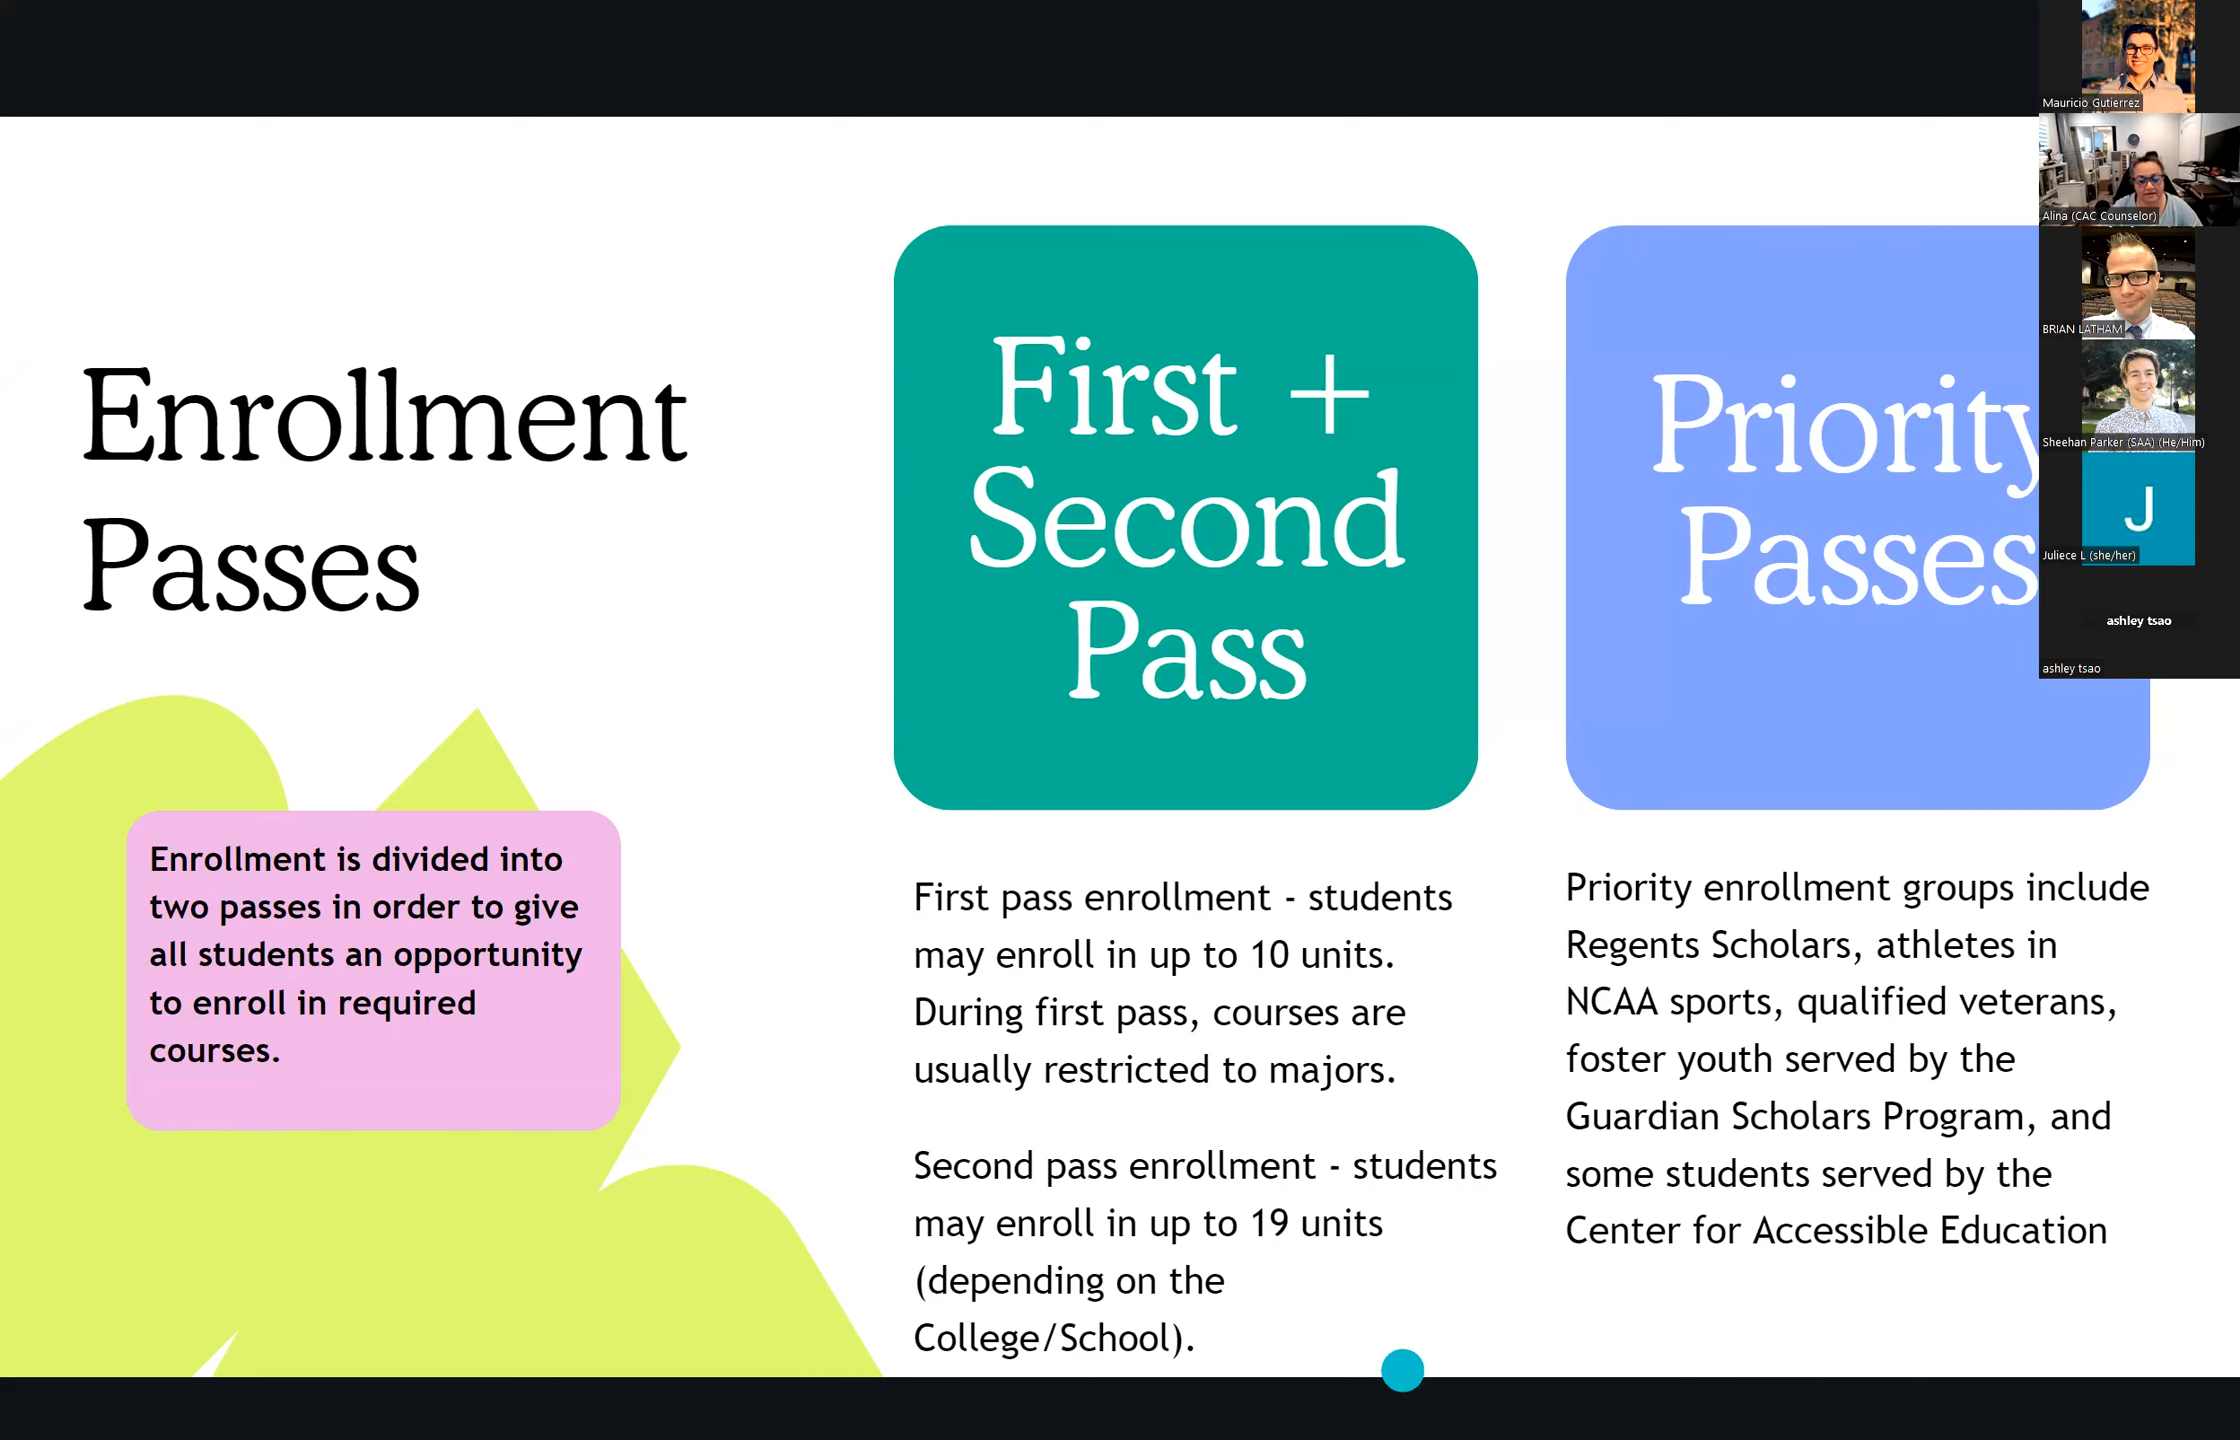 Enrollment
Passes
Enrollment is divided into
two passes in order to give
all students an opportunity
to enroll in required
courses.
First +
Second
Pass
First pass enrollment - students
may enroll in up to 10 units.
During first pass, courses are
usually restricted to majors.
Second pass enrollment - students
may enroll in up to 19 units
(depending on the
College/School).
Priority
Passes
Priority enrollment groups include
Regents Scholars, athletes in
NCAA sports, qualified veterans,
foster youth served by the
Guardian Scholars Program, and
some students served by the
Center for Accessible Education
Mauricio Gutierrez
Alina (CAC Counselor)
BRIAN LATHAM
Sheehan Parker (SAA) (He/Him)
J
Juliece L (she/her)
ashley tsao
ashley tsao